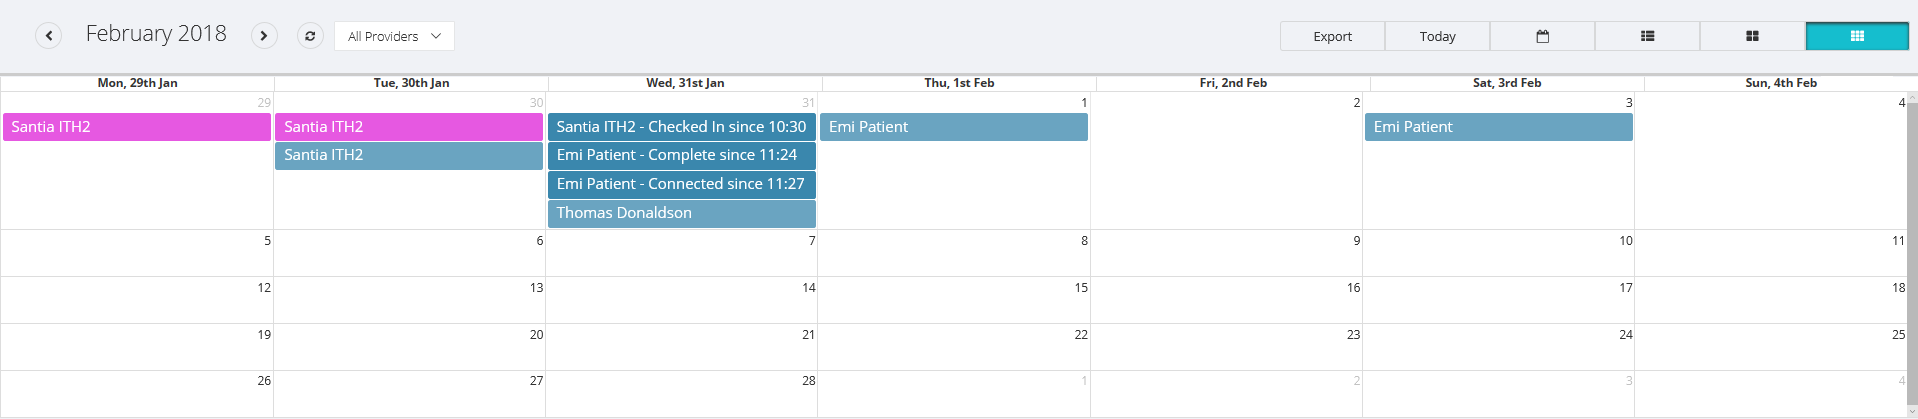 February 2018
All Providers
Export
Today
Mon, 29th Jan
Tue, 30th Jan
Wed, 31st Jan
Thu, 1st Feb
Fri, 2nd Feb
Sat, 3rd Feb
Sun, 4th Feb
29
30
31
1
2
3
4
Santia ITH2
Santia ITH2
Santia ITH2 - Checked In since 10:30
Emi Patient
Emi Patient
Santia ITH2
Emi Patient - Complete since 11:24
Emi Patient - Connected since 11:27
Thomas Donaldson
5
6
7
8
9
10
11
12
13
14
15
16
17
18
19
20
21
22
23
24
25
26
27
28
1
2
3
4